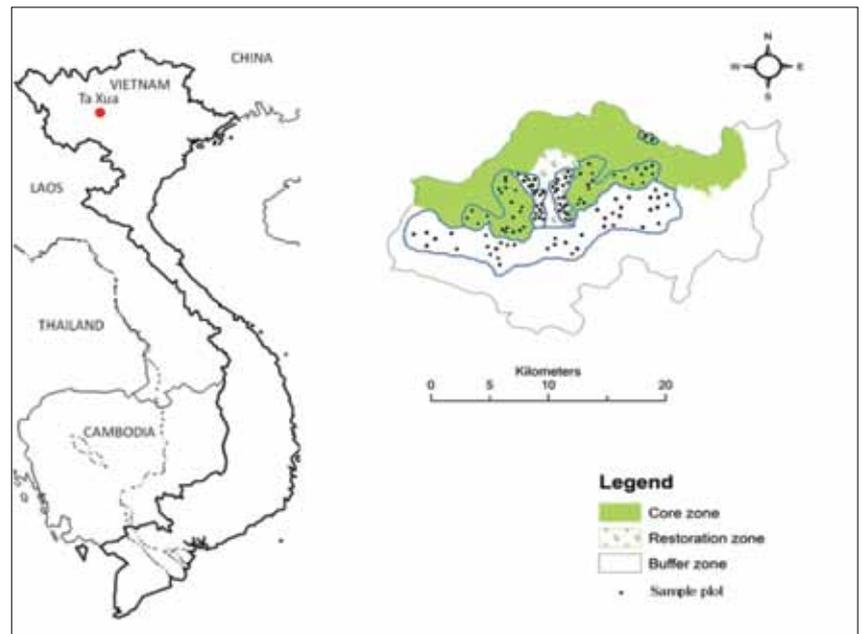 CHINA
VIETNAM
Ta Xua
LAOS
THAILAND
CAMBODIA
N
W E
S
Kilometers
0 5 10 20
Legend
Core zone
Restoration zone
Buffer zone
Sample plot